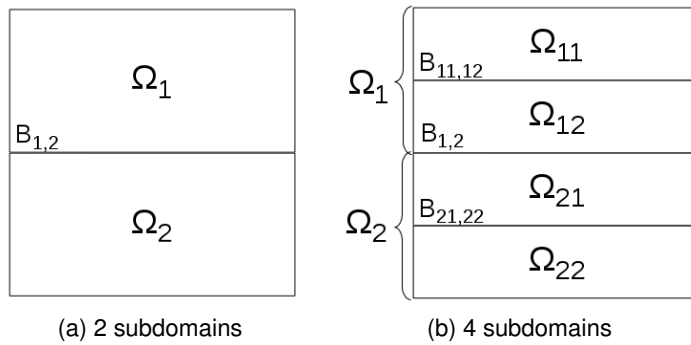 Ω₁
B₁,₂
Ω₂
(a) 2 subdomains
Ω₁₁
B₁₁,₁₂
Ω₁
Ω₁₂
B₁,₂
Ω₂₁
B₂₁,₂₂
Ω₂
Ω₂₂
(b) 4 subdomains